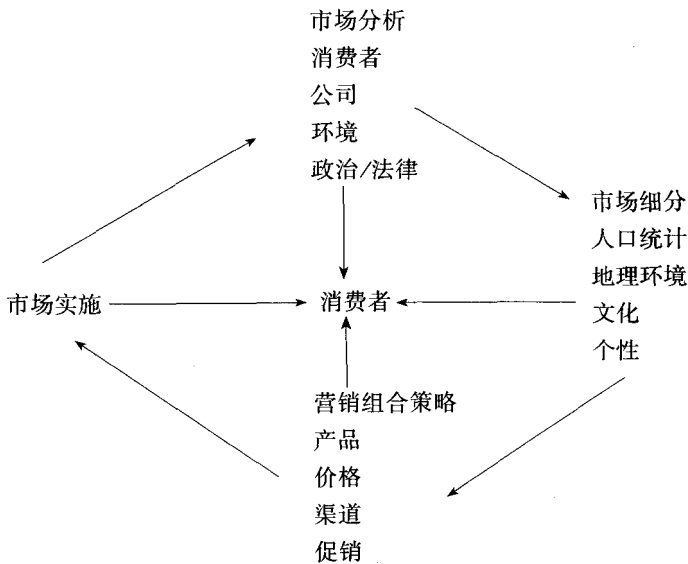 市场分析
消费者
公司
环境
政治/法律
市场细分
人口统计
地理环境
文化
个性
市场实施
消费者
营销组合策略
产品
价格
渠道
促销